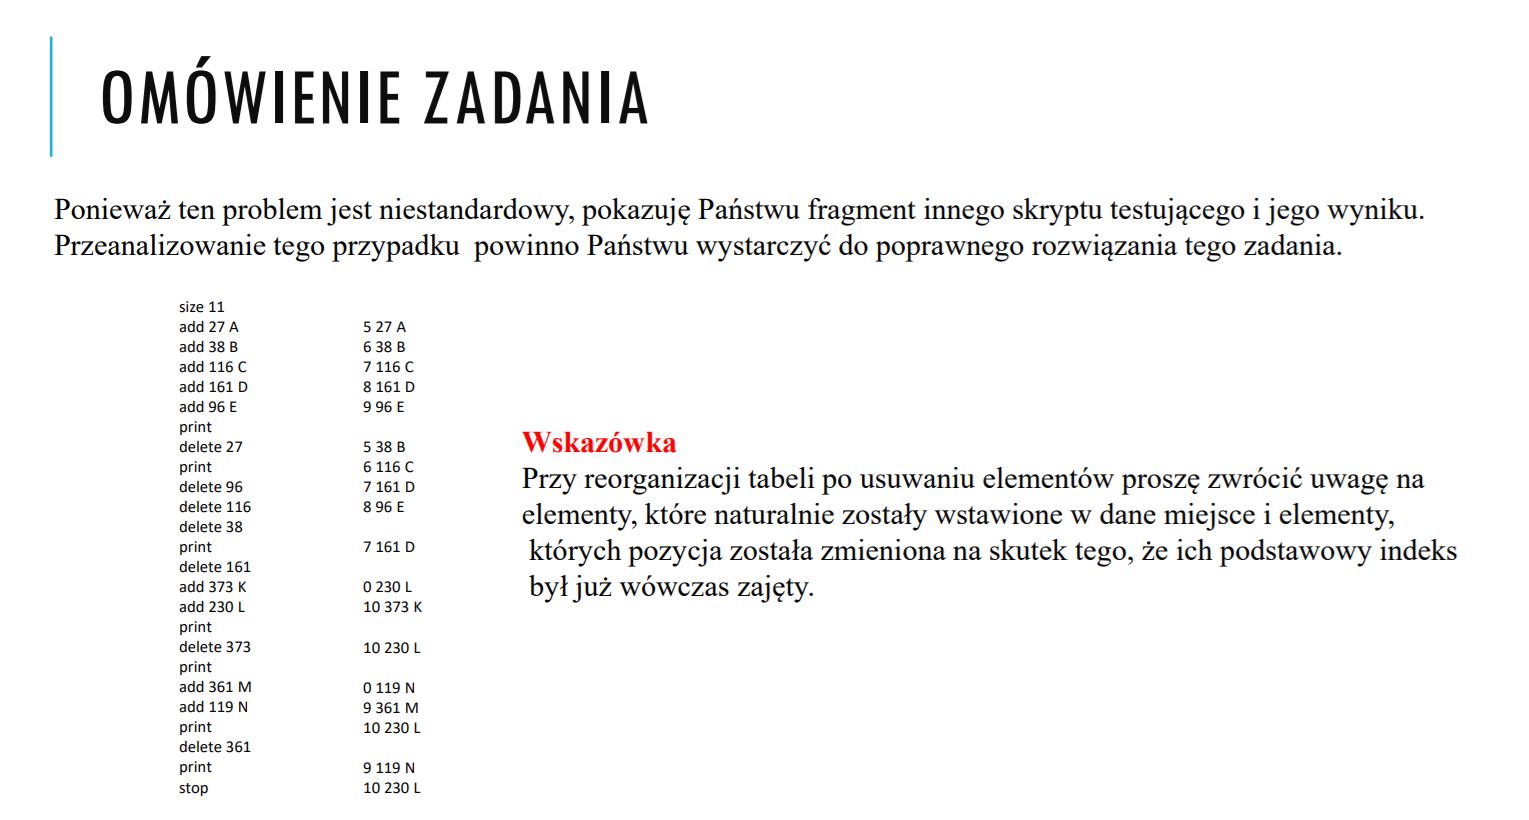 OMÓWIENIE ZADANIA
Ponieważ ten problem jest niestandardowy, pokazuję Państwu fragment innego skryptu testującego i jego wyniku.
Przeanalizowanie tego przypadku powinno Państwu wystarczyć do poprawnego rozwiązania tego zadania.
size 11
add 27 A
add 38 B
add 116 C
add 161 D
add 96 E
print
delete 27
print
delete 96
delete 116
delete 38
print
delete 161
add 373 K
add 230 L
print
delete 373
print
add 361 M
add 119 N
print
delete 361
print
stop
5 27 A
6 38 B
7 116 C
8 161 D
9 96 E
5 38 B
6 116 C
7 161 D
8 96 E
7 161 D
0 230 L
10 373 K
10 230 L
0 119 N
9 361 M
10 230 L
9 119 N
10 230 L
Wskazówka
Przy reorganizacji tabeli po usuwaniu elementów proszę zwrócić uwagę na
elementy, które naturalnie zostały wstawione w dane miejsce i elementy,
których pozycja została zmieniona na skutek tego, że ich podstawowy indeks
był już wówczas zajęty.